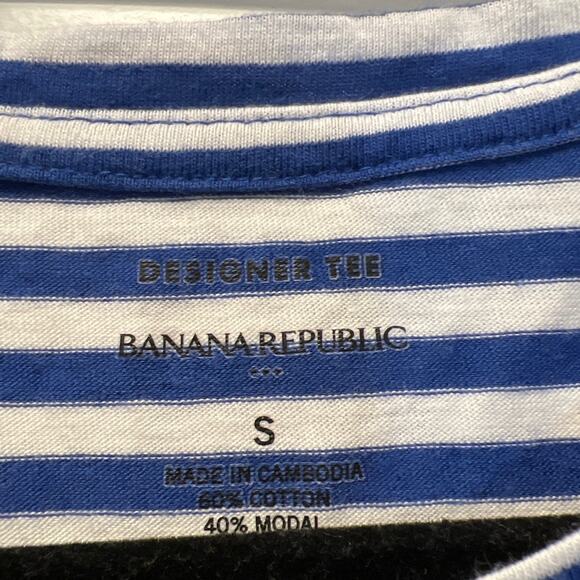 DESIGNER TEE
BANANA REPUBLIC
S
MADE IN CAMBODIA
60% COTTON
40% MODAL